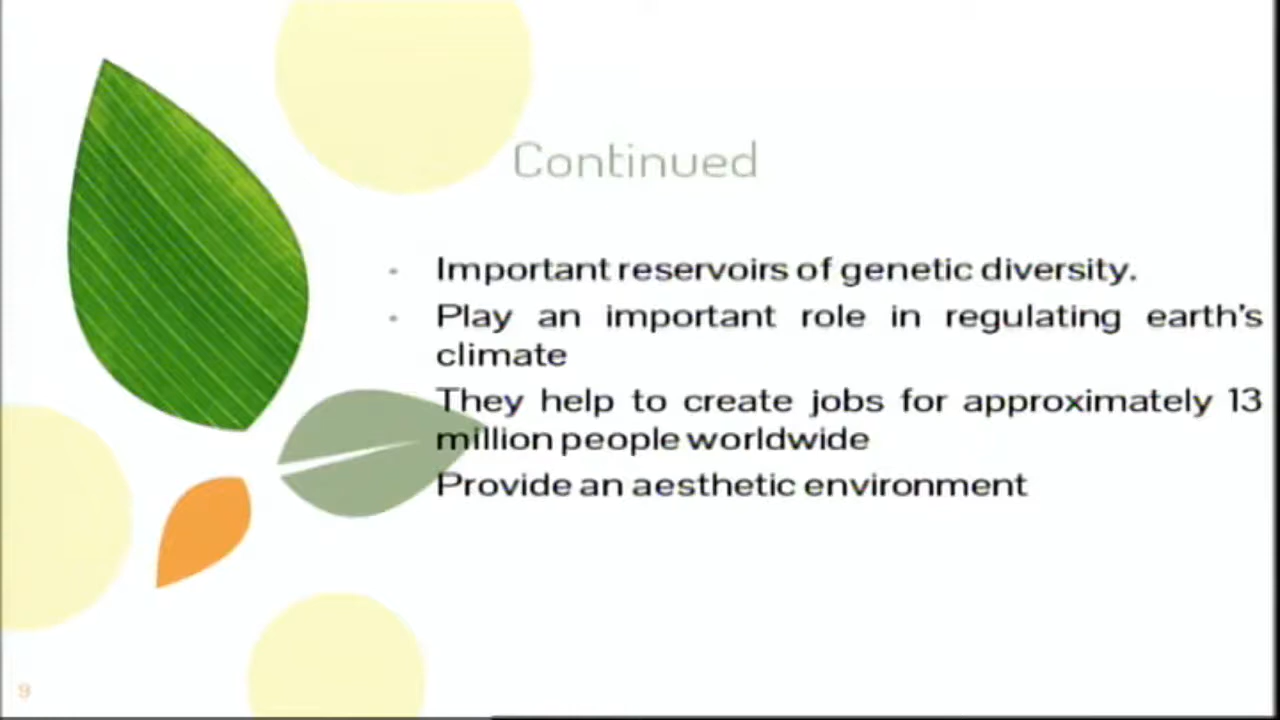 Continued
• Important reservoirs of genetic diversity.
• Play an important role in regulating earth's
climate
They help to create jobs for approximately 13
million people worldwide
Provide an aesthetic environment
9